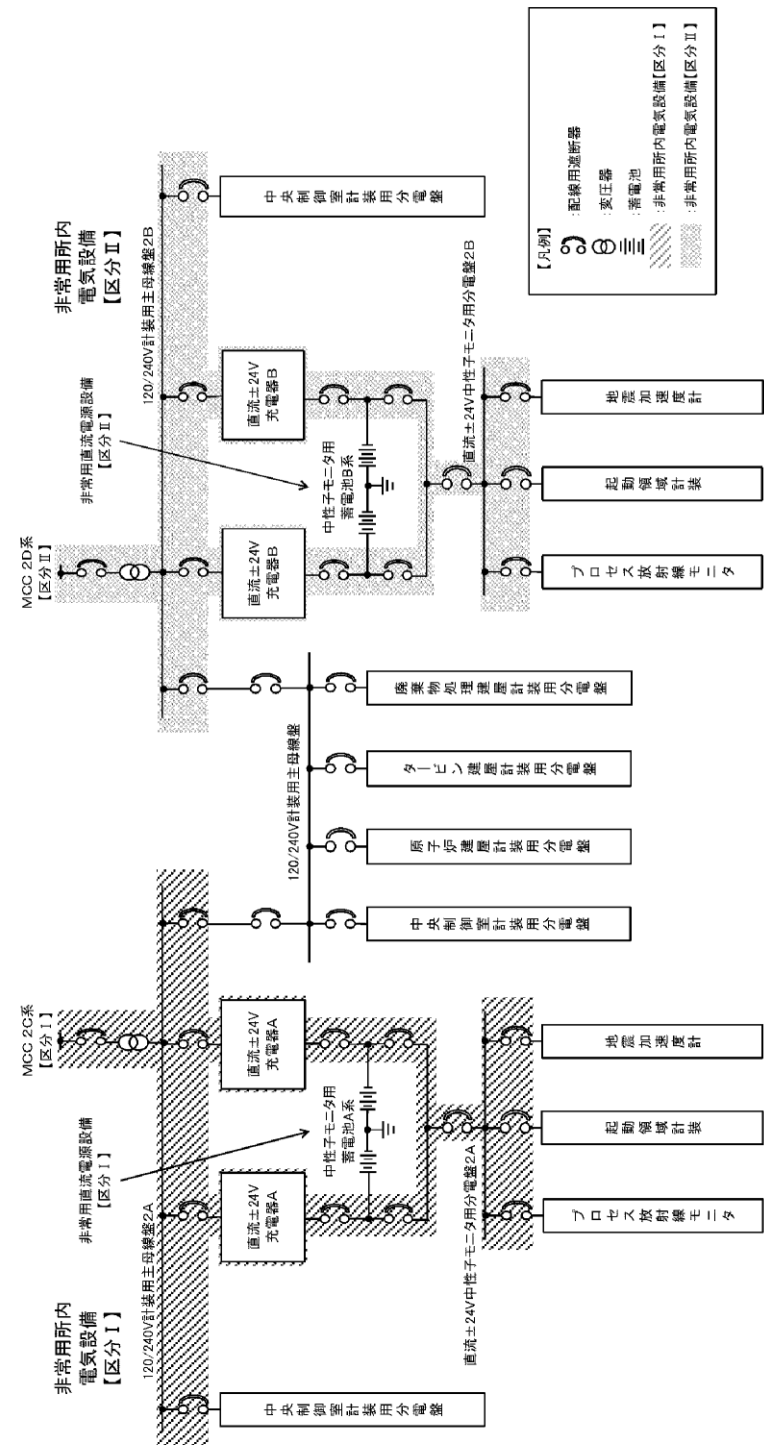 非常用所内
電気設備
【区分Ⅰ】
120/240V計装用主母線盤2A
中央制御室計装用分電盤
非常用直流電源設備
【区分Ⅰ】
MCC 2C系
【区分Ⅰ】
直流±24V
充電器A
直流±24V
充電器A
中性子モニタ用
蓄電池A系
直流±24V中性子モニタ用分電盤2A
プロセス放射線モニタ
起動領域計装
地震加速度計
120/240V計装用主母線盤
中央制御室計装用分電盤
原子炉建屋計装用分電盤
タービン建屋計装用分電盤
廃棄物処理建屋計装用分電盤
MCC 2D系
【区分Ⅱ】
非常用直流電源設備
【区分Ⅱ】
非常用所内
電気設備
【区分Ⅱ】
120/240V計装用主母線盤2B
直流±24V
充電器B
直流±24V
充電器B
中性子モニタ用
蓄電池B系
中央制御室計装用分電盤
直流±24V中性子モニタ用分電盤2B
プロセス放射線モニタ
起動領域計装
地震加速度計
【凡例】
:配線用遮断器
:変圧器
:蓄電池
:非常用所内電気設備[区分Ⅰ]
:非常用所内電気設備[区分Ⅱ]